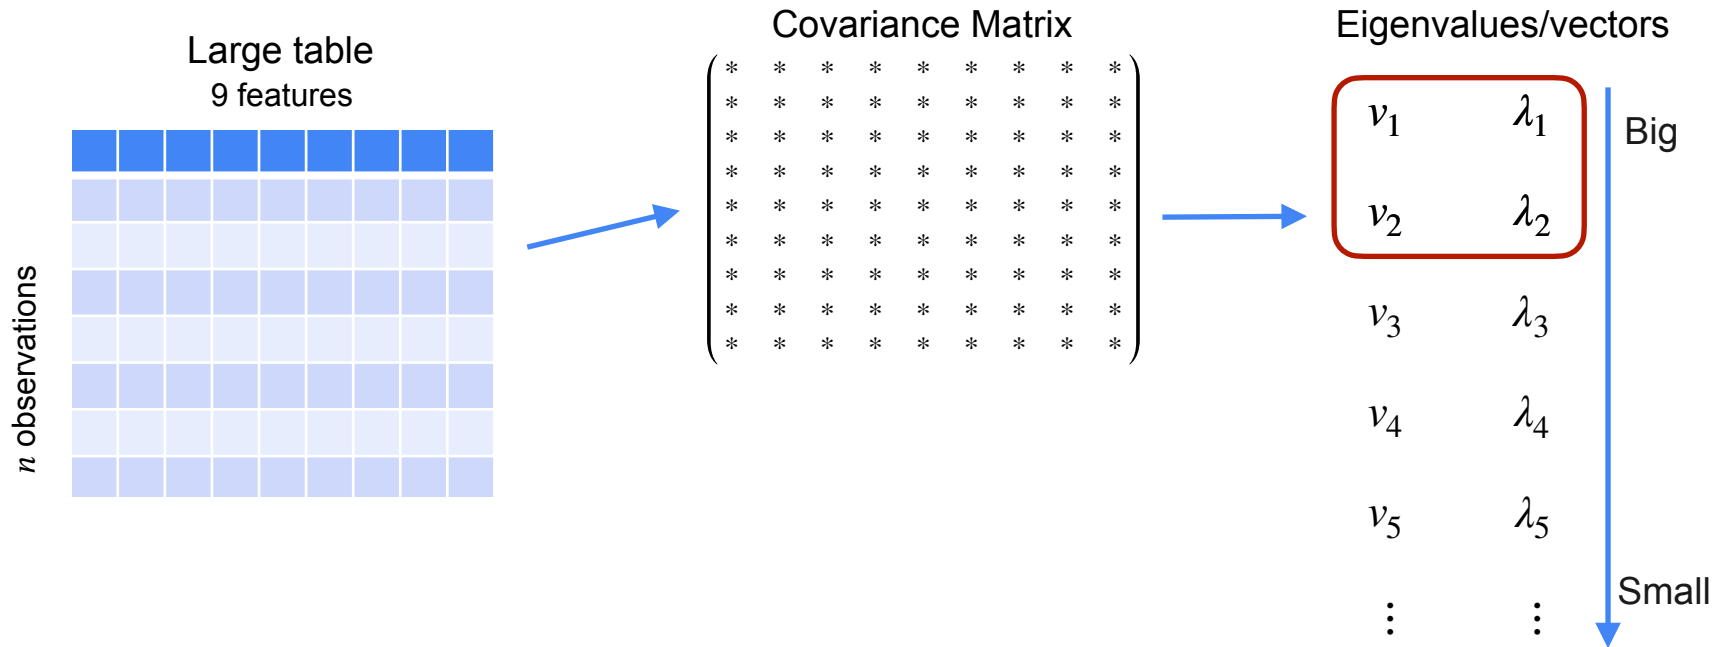 Large table
9 features
n observations
Covariance Matrix
* * * * * * * * *
* * * * * * * * *
* * * * * * * * *
* * * * * * * * *
* * * * * * * * *
* * * * * * * * *
* * * * * * * * *
* * * * * * * * *
* * * * * * * * *
Eigenvalues/vectors
v₁ λ₁
v₂ λ₂
v₃ λ₃
v₄ λ₄
v₅ λ₅
⋮ ⋮
Big
Small